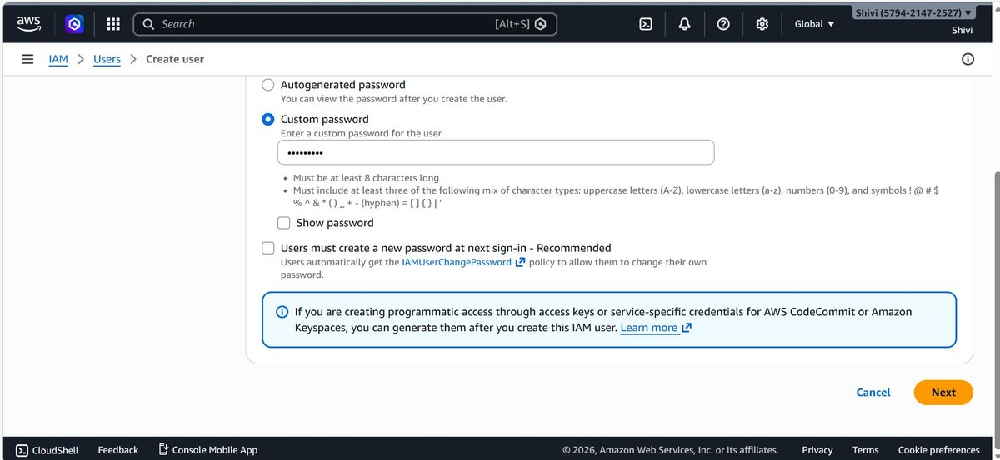 aws
Search [Alt+S]
Global
Shivi (5794-2147-2527)
Shivi
IAM Users Create user
Autogenerated password
You can view the password after you create the user.
Custom password
Enter a custom password for the user.
•••••••••
• Must be at least 8 characters long
• Must include at least three of the following mix of character types: uppercase letters (A-Z), lowercase letters (a-z), numbers (0-9), and symbols ! @ # $
% ^ & * ( ) _ + - (hyphen) = [ ] { } | '
Show password
Users must create a new password at next sign-in - Recommended
Users automatically get the IAMUserChangePassword policy to allow them to change their own
password.
If you are creating programmatic access through access keys or service-specific credentials for AWS CodeCommit or Amazon
Keyspaces, you can generate them after you create this IAM user. Learn more
Cancel Next
CloudShell Feedback Console Mobile App © 2026, Amazon Web Services, Inc. or its affiliates. Privacy Terms Cookie preferences